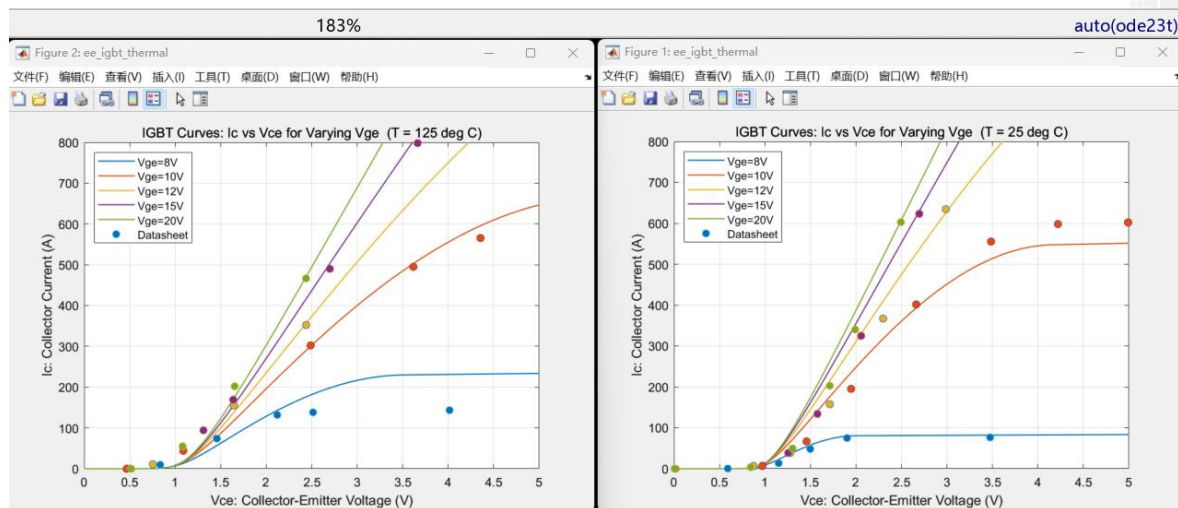 183%
auto(ode23t)
Figure 2: ee_igbt_thermal
文件(F) 编辑(E) 查看(V) 插入(I) 工具(T) 桌面(D) 窗口(W) 帮助(H)
IGBT Curves: Ic vs Vce for Varying Vge (T = 125 deg C)
800
700
600
500
400
300
200
100
0
Ic: Collector Current (A)
Vge=8V
Vge=10V
Vge=12V
Vge=15V
Vge=20V
Datasheet
0 0.5 1 1.5 2 2.5 3 3.5 4 4.5 5
Vce: Collector-Emitter Voltage (V)
Figure 1: ee_igbt_thermal
文件(F) 编辑(E) 查看(V) 插入(I) 工具(T) 桌面(D) 窗口(W) 帮助(H)
IGBT Curves: Ic vs Vce for Varying Vge (T = 25 deg C)
800
700
600
500
400
300
200
100
0
Ic: Collector Current (A)
Vge=8V
Vge=10V
Vge=12V
Vge=15V
Vge=20V
Datasheet
0 0.5 1 1.5 2 2.5 3 3.5 4 4.5 5
Vce: Collector-Emitter Voltage (V)